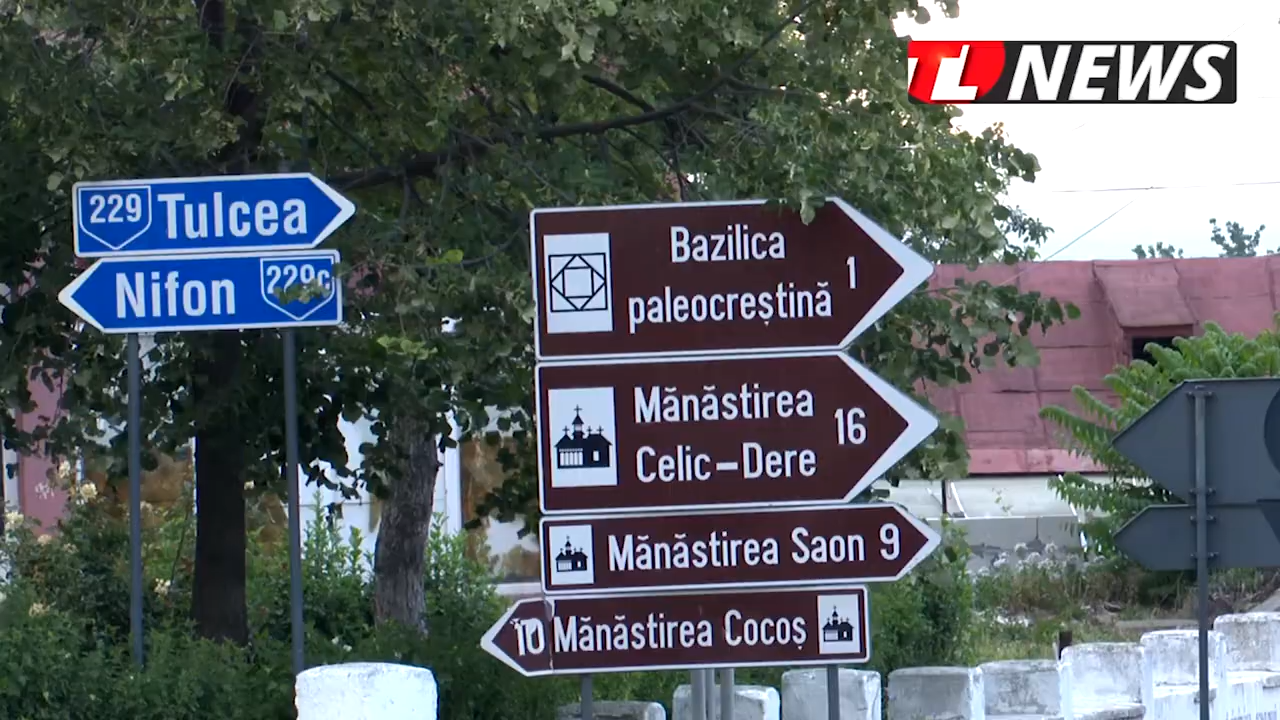 TL NEWS
229 Tulcea
Nifon 229c
Bazilica
paleocreștină 1
Mănăstirea
Celic-Dere 16
Mănăstirea Saon 9
10 Mănăstirea Cocoș